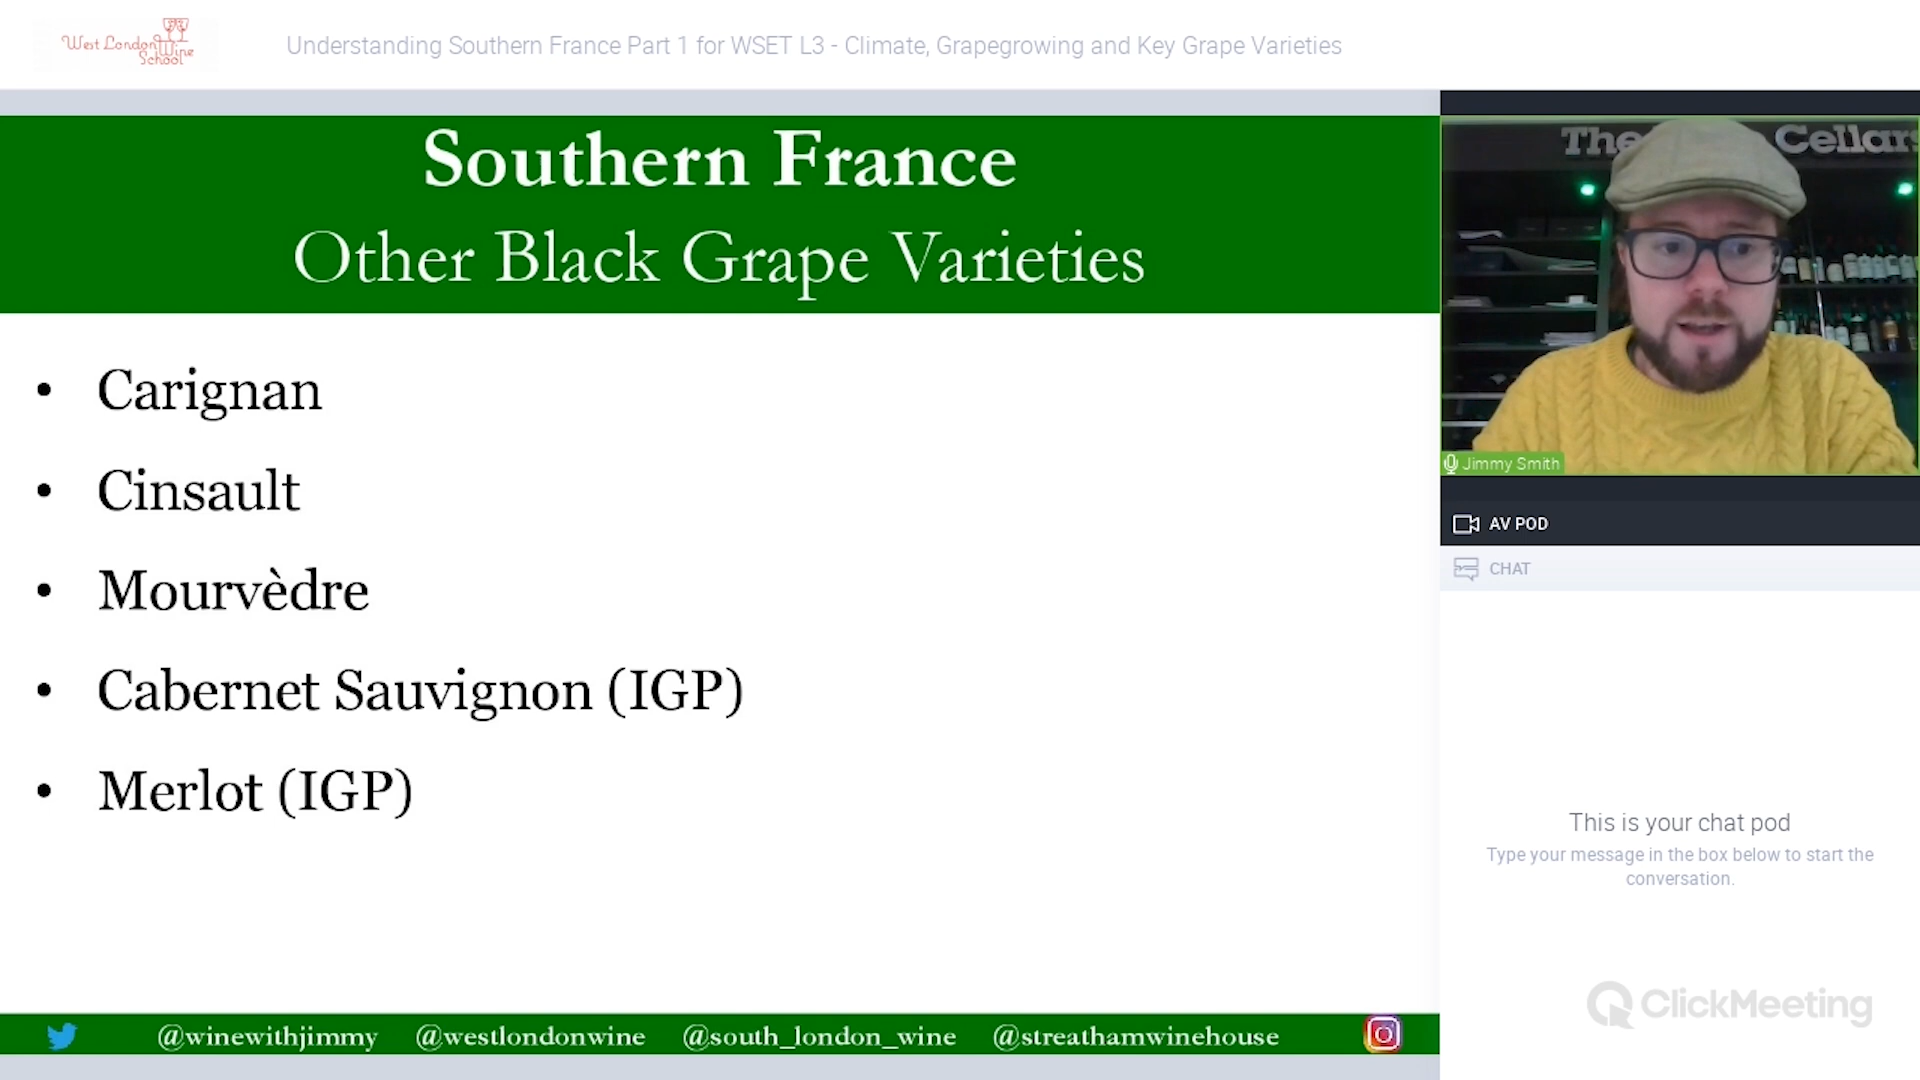 West London Wine School
Understanding Southern France Part 1 for WSET L3 - Climate, Grapegrowing and Key Grape Varieties
Southern France
Other Black Grape Varieties
• Carignan
• Cinsault
• Mourvèdre
• Cabernet Sauvignon (IGP)
• Merlot (IGP)
@winewithjimmy @westlondonwine @south_london_wine @streathamwinehouse
The Cellars
Jimmy Smith
AV POD
CHAT
This is your chat pod
Type your message in the box below to start the
conversation.
ClickMeeting